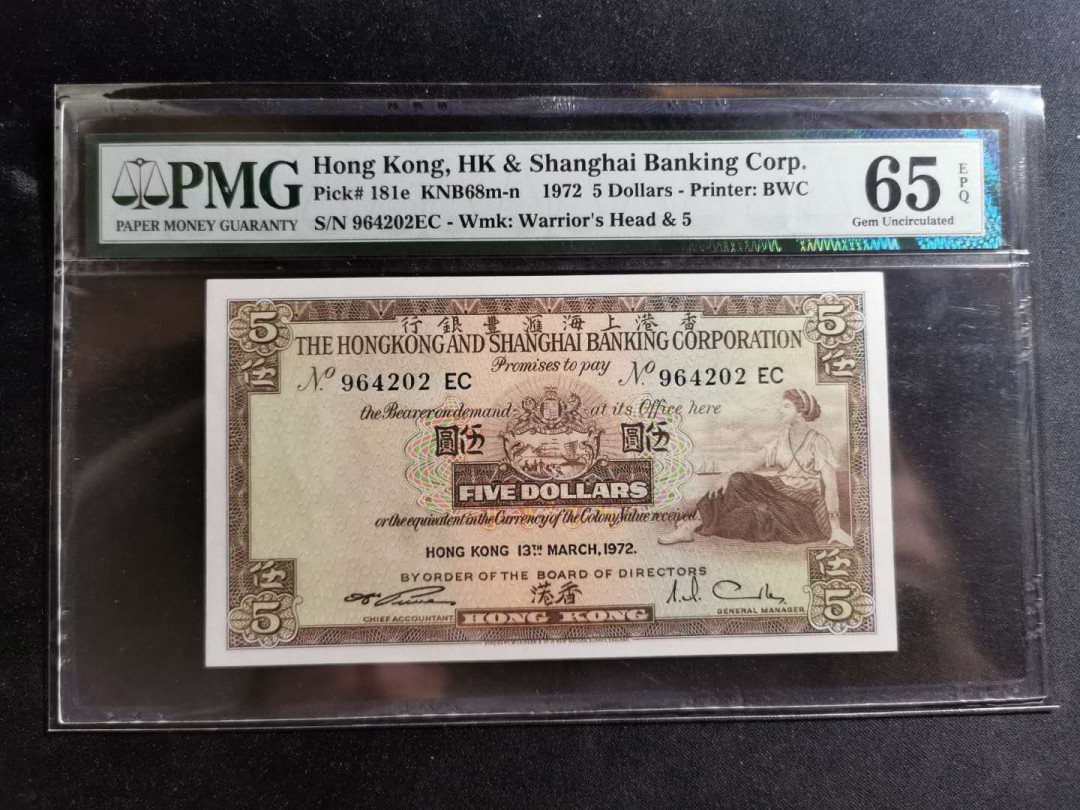 PMG
PAPER MONEY GUARANTY
Hong Kong, HK & Shanghai Banking Corp.
Pick# 181e KNB68m-n 1972 5 Dollars - Printer: BWC
S/N 964202EC - Wmk: Warrior's Head & 5
65
EPQ
Gem Uncirculated
5 5
伍 伍
行銀豐滙海上港香
THE HONGKONG AND SHANGHAI BANKING CORPORATION
Promises to pay
No 964202 EC No 964202 EC
the Bearer on demand at its Office here
圓伍 圓伍
FIVE DOLLARS
or the equivalent in the Currency of the Colony Value received.
HONG KONG 13TH MARCH, 1972.
BY ORDER OF THE BOARD OF DIRECTORS
港香
CHIEF ACCOUNTANT HONG KONG GENERAL MANAGER
伍 伍
5 5